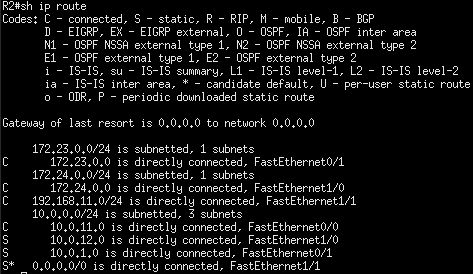 R2#sh ip route
Codes: C - connected, S - static, R - RIP, M - mobile, B - BGP
D - EIGRP, EX - EIGRP external, O - OSPF, IA - OSPF inter area
N1 - OSPF NSSA external type 1, N2 - OSPF NSSA external type 2
E1 - OSPF external type 1, E2 - OSPF external type 2
i - IS-IS, su - IS-IS summary, L1 - IS-IS level-1, L2 - IS-IS level-2
ia - IS-IS inter area, * - candidate default, U - per-user static route
o - ODR, P - periodic downloaded static route
Gateway of last resort is 0.0.0.0 to network 0.0.0.0
172.23.0.0/24 is subnetted, 1 subnets
C 172.23.0.0 is directly connected, FastEthernet0/1
172.24.0.0/24 is subnetted, 1 subnets
C 172.24.0.0 is directly connected, FastEthernet1/0
C 192.168.11.0/24 is directly connected, FastEthernet1/1
10.0.0.0/24 is subnetted, 3 subnets
C 10.0.11.0 is directly connected, FastEthernet0/0
S 10.0.12.0 is directly connected, FastEthernet1/0
S 10.0.1.0 is directly connected, FastEthernet0/1
S* 0.0.0.0/0 is directly connected, FastEthernet1/1